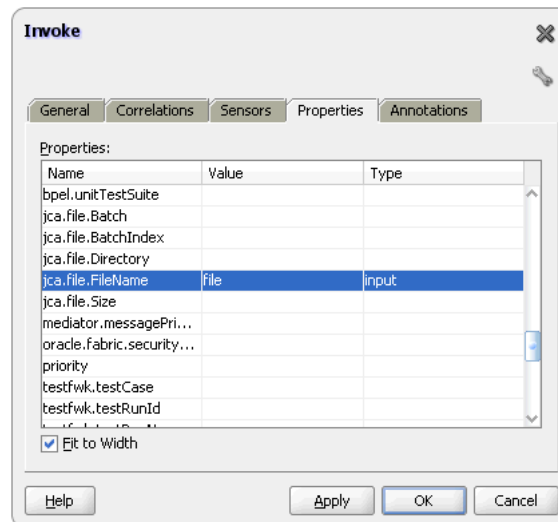 Invoke
General Correlations Sensors Properties Annotations
Properties:
Name Value Type
bpel.unitTestSuite
jca.file.Batch
jca.file.BatchIndex
jca.file.Directory
jca.file.FileName file input
jca.file.Size
mediator.messagePri...
oracle.fabric.security...
priority
testfwk.testCase
testfwk.testRunId
Fit to Width
Help Apply OK Cancel